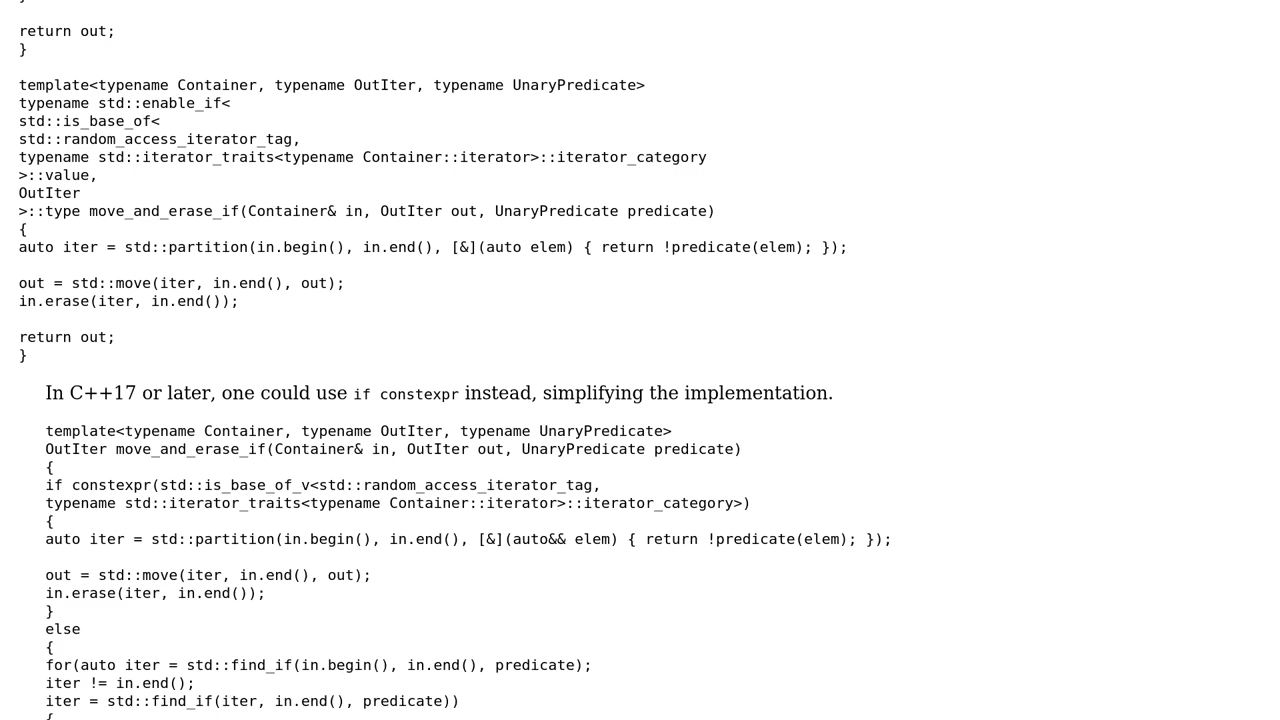 }
return out;
}
template<typename Container, typename OutIter, typename UnaryPredicate>
typename std::enable_if<
std::is_base_of<
std::random_access_iterator_tag,
typename std::iterator_traits<typename Container::iterator>::iterator_category
>::value,
OutIter
>::type move_and_erase_if(Container& in, OutIter out, UnaryPredicate predicate)
{
auto iter = std::partition(in.begin(), in.end(), [&](auto elem) { return !predicate(elem); });
out = std::move(iter, in.end(), out);
in.erase(iter, in.end());
return out;
}
In C++17 or later, one could use if constexpr instead, simplifying the implementation.
template<typename Container, typename OutIter, typename UnaryPredicate>
OutIter move_and_erase_if(Container& in, OutIter out, UnaryPredicate predicate)
{
if constexpr(std::is_base_of_v<std::random_access_iterator_tag,
typename std::iterator_traits<typename Container::iterator>::iterator_category>)
{
auto iter = std::partition(in.begin(), in.end(), [&](auto&& elem) { return !predicate(elem); });
out = std::move(iter, in.end(), out);
in.erase(iter, in.end());
}
else
{
for(auto iter = std::find_if(in.begin(), in.end(), predicate);
iter != in.end();
iter = std::find_if(iter, in.end(), predicate))
{